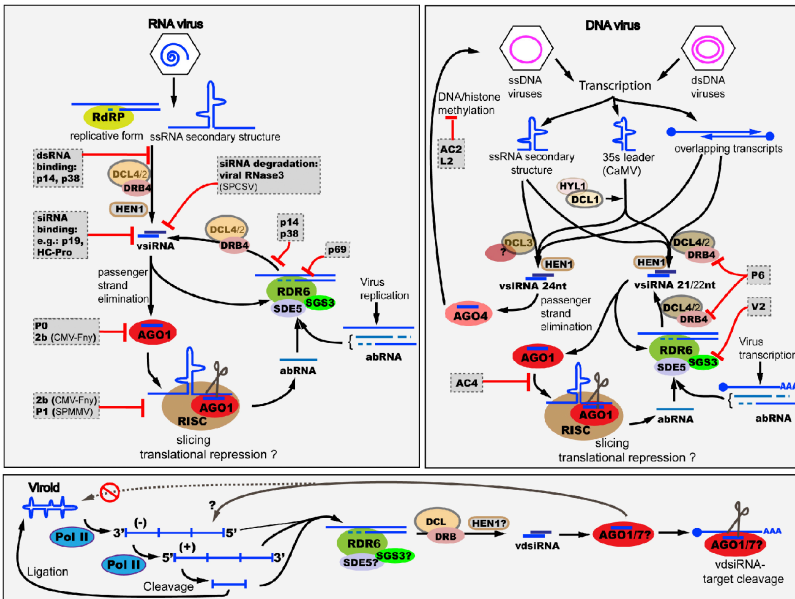 RNA virus
RdRP
replicative form
ssRNA secondary structure
dsRNA
binding:
p14, p38
DCL4/2
DRB4
HEN1
siRNA degradation:
viral RNase3
(SPCSV)
siRNA
binding:
e.g.: p19,
HC-Pro
vsiRNA
DCL4/2
DRB4
p14
p38
p69
passenger
strand
elimination
RDR6
SGS3
SDE5
Virus
replication
P0
2b (CMV-Fny)
AGO1
abRNA
abRNA
2b (CMV-Fny)
P1 (SPMMV)
AGO1
RISC
slicing
translational repression ?
DNA virus
ssDNA
viruses
dsDNA
viruses
Transcription
DNA/histone
methylation
AC2
L2
ssRNA secondary
structure
35s leader
(CaMV)
overlapping transcripts
HYL1
DCL1
?
DCL3
HEN1
vsiRNA 24nt
DCL4/2
DRB4
HEN1
vsiRNA 21/22nt
P6
AGO4
passenger
strand
elimination
DCL4/2
DRB4
V2
RDR6
SGS3
SDE5
AGO1
Virus
transcription
AC4
AAA
AGO1
RISC
abRNA
abRNA
slicing
translational repression ?
Viroid
?
(-)
3’
5’
Pol II
(+)
5’
3’
Pol II
Ligation
Cleavage
RDR6
SGS3?
SDE5?
DCL
DRB
HEN1?
vdsiRNA
AGO1/7?
AAA
AGO1/7?
vdsiRNA-
target cleavage